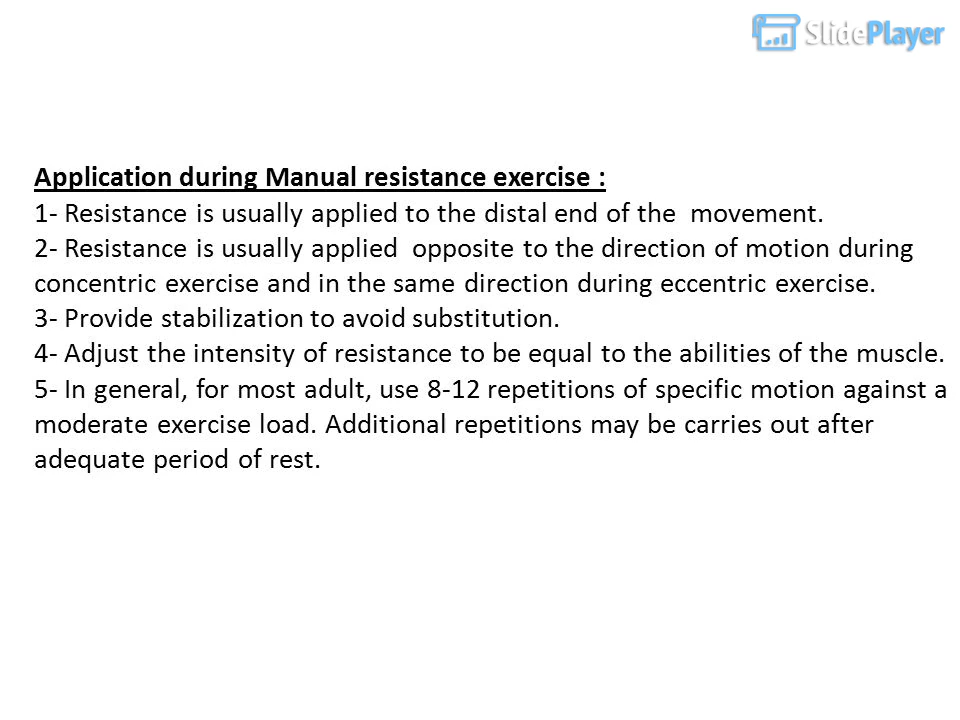 SlidePlayer
Application during Manual resistance exercise :
1- Resistance is usually applied to the distal end of the  movement.
2- Resistance is usually applied  opposite to the direction of motion during
concentric exercise and in the same direction during eccentric exercise.
3- Provide stabilization to avoid substitution.
4- Adjust the intensity of resistance to be equal to the abilities of the muscle.
5- In general, for most adult, use 8-12 repetitions of specific motion against a
moderate exercise load. Additional repetitions may be carries out after
adequate period of rest.